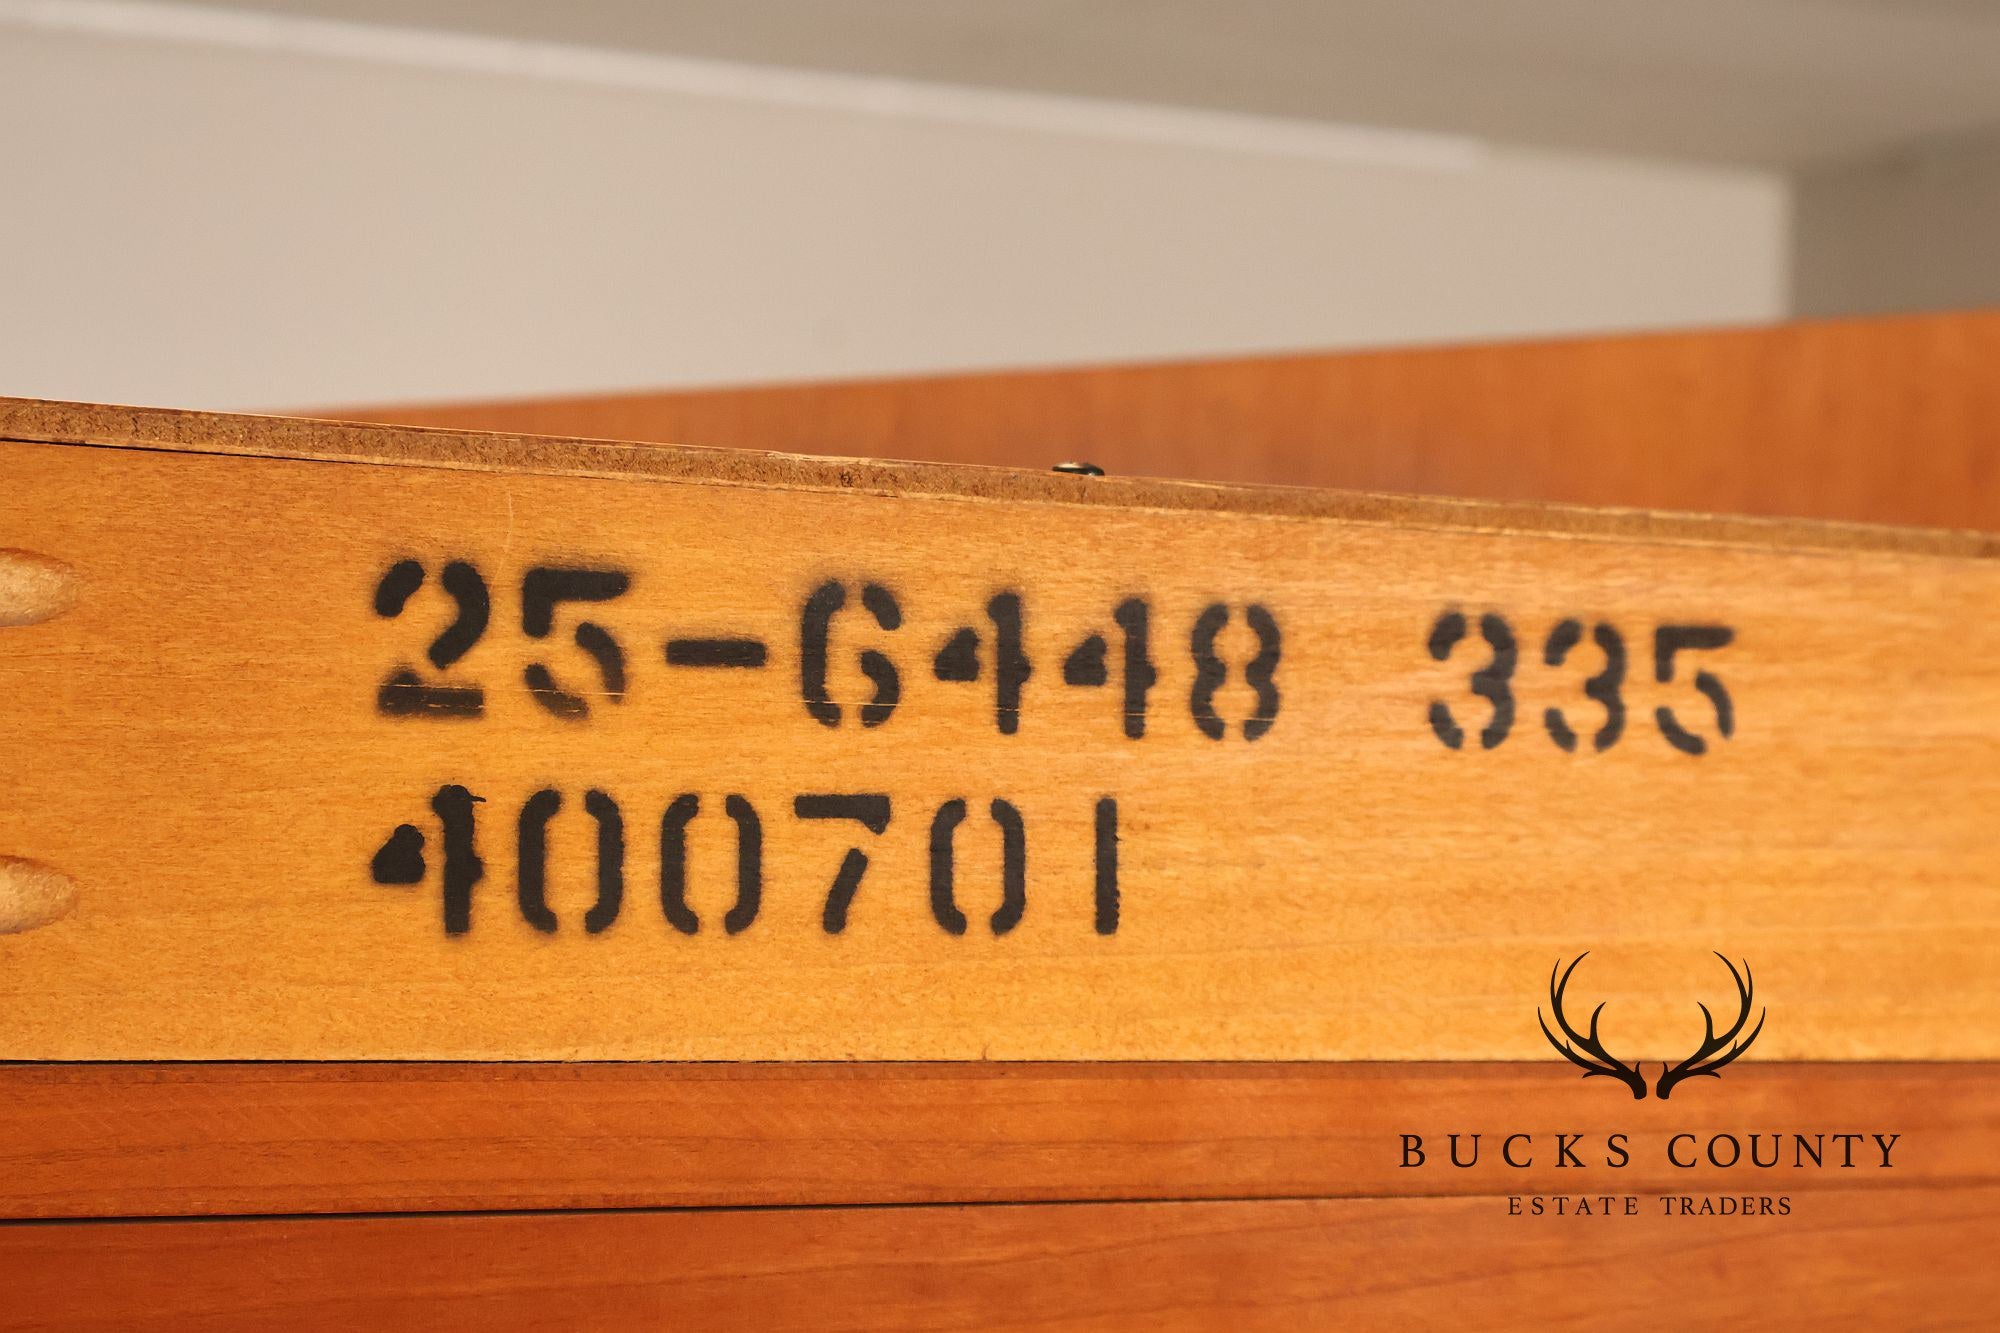 25-6448 335
400701
BUCKS COUNTY
ESTATE TRADERS